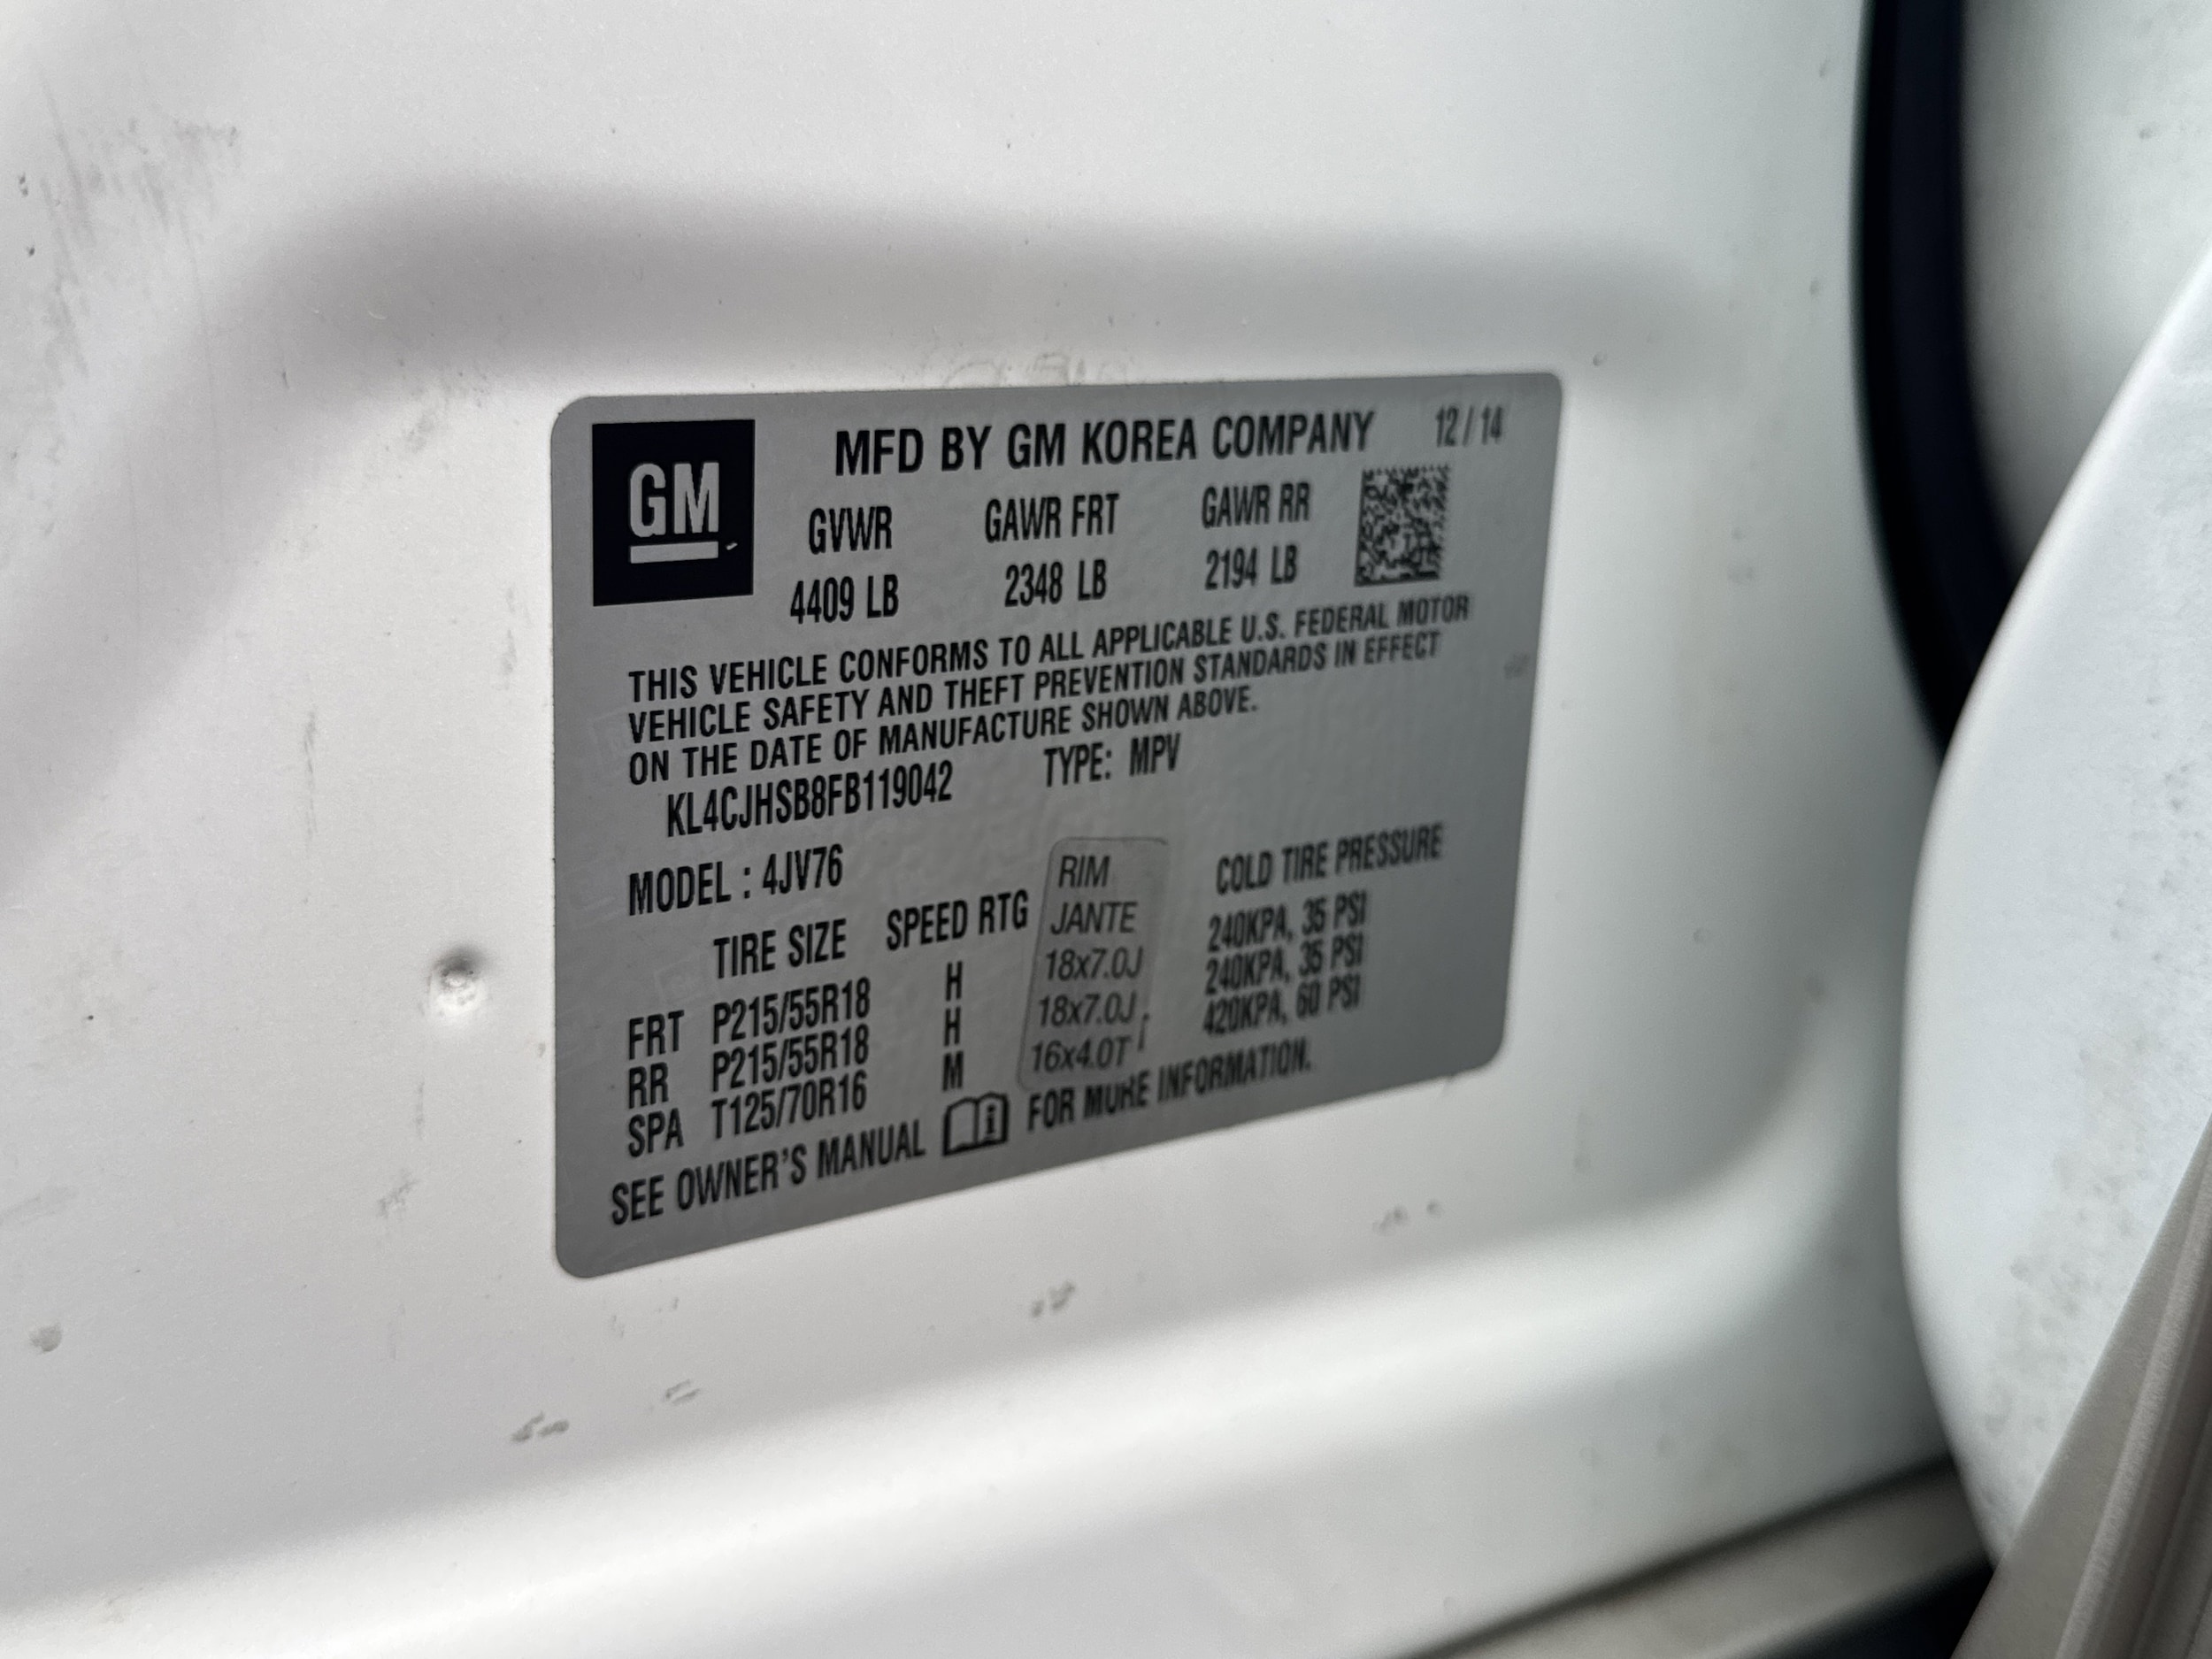 GM
MFD BY GM KOREA COMPANY 12/14
GVWR GAWR FRT GAWR RR
4409 LB 2348 LB 2194 LB
THIS VEHICLE CONFORMS TO ALL APPLICABLE U.S. FEDERAL MOTOR
VEHICLE SAFETY AND THEFT PREVENTION STANDARDS IN EFFECT
ON THE DATE OF MANUFACTURE SHOWN ABOVE.
KL4CJHSB8FB119042 TYPE: MPV
MODEL : 4JV76
RIM
JANTE
TIRE SIZE SPEED RTG COLD TIRE PRESSURE
FRT P215/55R18 H 18x7.0J 240KPA, 35 PSI
RR P215/55R18 H 18x7.0J 240KPA, 35 PSI
SPA T125/70R16 M 16x4.0T 420KPA, 60 PSI
SEE OWNER'S MANUAL i FOR MORE INFORMATION.